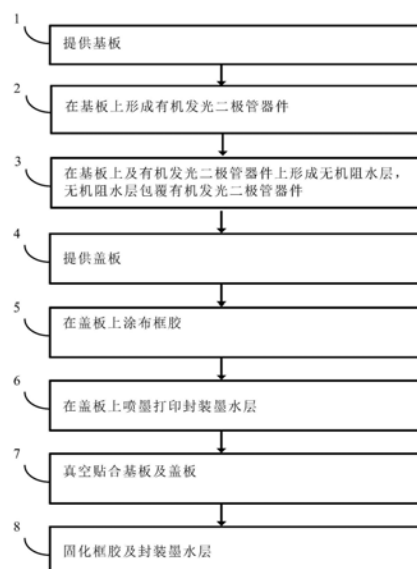 1
提供基板
2
在基板上形成有机发光二极管器件
3
在基板上及有机发光二极管器件上形成无机阻水层，
无机阻水层包覆有机发光二极管器件
4
提供盖板
5
在盖板上涂布框胶
6
在盖板上喷墨打印封装墨水层
7
真空贴合基板及盖板
8
固化框胶及封装墨水层